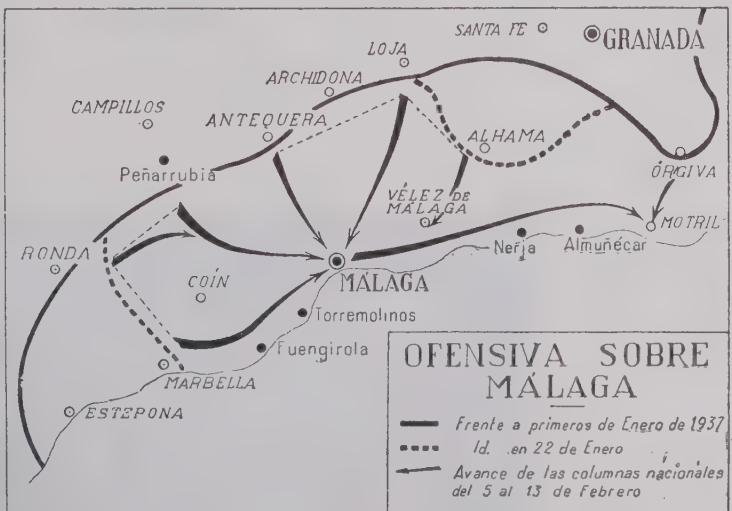 SANTA FE
GRANADA
LOJA
ARCHIDONA
CAMPILLOS
ANTEQUERA
ALHAMA
Peñarrubia
ÓRGIVA
VÉLEZ DE
MÁLAGA
MOTRIL
RONDA
Nerja
Almuñécar
COÍN
MÁLAGA
Torremolinos
Fuengirola
MARBELLA
ESTEPONA
OFENSIVA SOBRE
MÁLAGA
Frente a primeros de Enero de 1937
Id. en 22 de Enero
Avance de las columnas nacionales
del 5 al 13 de Febrero